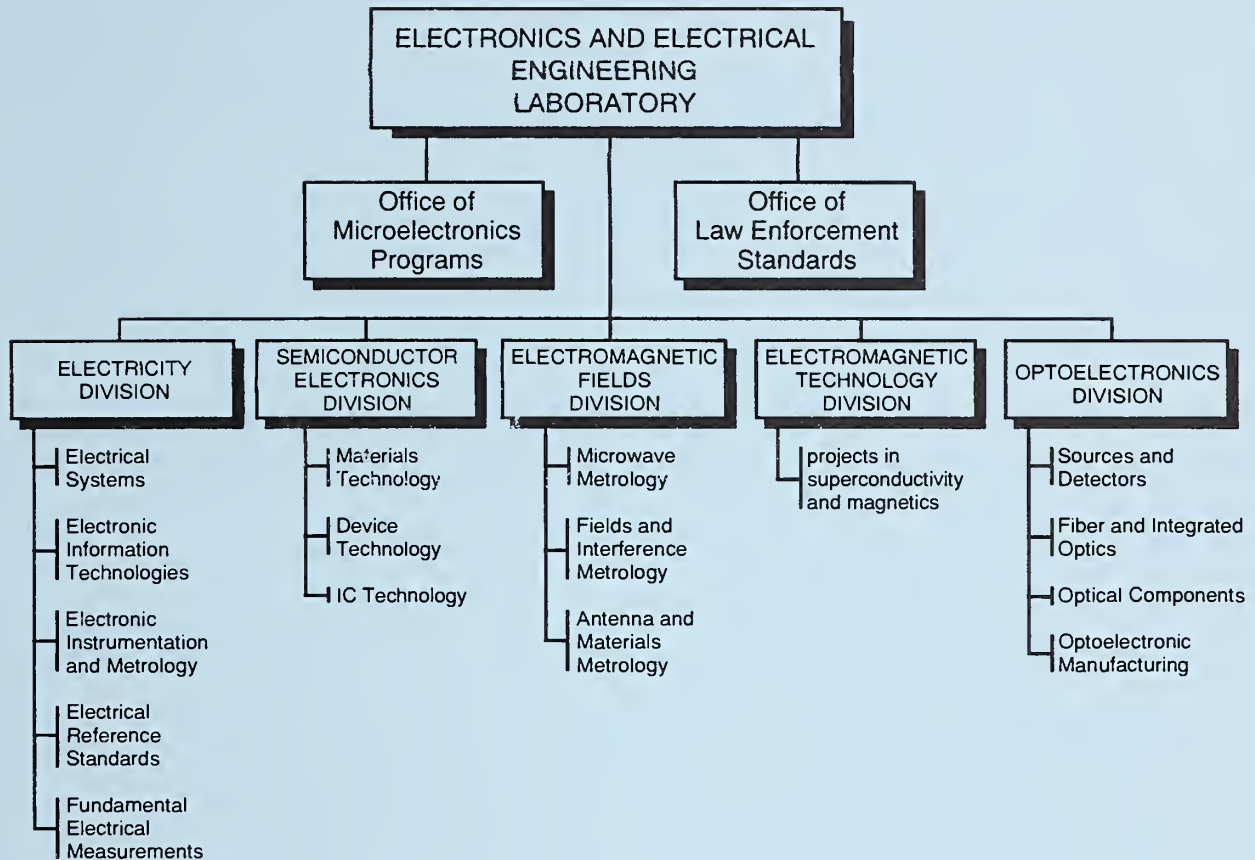 ELECTRONICS AND ELECTRICAL
ENGINEERING
LABORATORY
Office of
Microelectronics
Programs
Office of
Law Enforcement
Standards
ELECTRICITY
DIVISION
Electrical
Systems
Electronic
Information
Technologies
Electronic
Instrumentation
and Metrology
Electrical
Reference
Standards
Fundamental
Electrical
Measurements
SEMICONDUCTOR
ELECTRONICS
DIVISION
Materials
Technology
Device
Technology
IC Technology
ELECTROMAGNETIC
FIELDS
DIVISION
Microwave
Metrology
Fields and
Interference
Metrology
Antenna and
Materials
Metrology
ELECTROMAGNETIC
TECHNOLOGY
DIVISION
projects in
superconductivity
and magnetics
OPTOELECTRONICS
DIVISION
Sources and
Detectors
Fiber and Integrated
Optics
Optical Components
Optoelectronic
Manufacturing